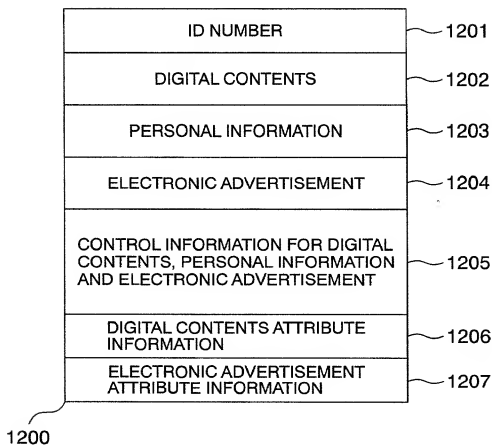 ID NUMBER 1201
DIGITAL CONTENTS 1202
PERSONAL INFORMATION 1203
ELECTRONIC ADVERTISEMENT 1204
CONTROL INFORMATION FOR DIGITAL
CONTENTS, PERSONAL INFORMATION 1205
AND ELECTRONIC ADVERTISEMENT
DIGITAL CONTENTS ATTRIBUTE
INFORMATION 1206
ELECTRONIC ADVERTISEMENT
ATTRIBUTE INFORMATION 1207
1200